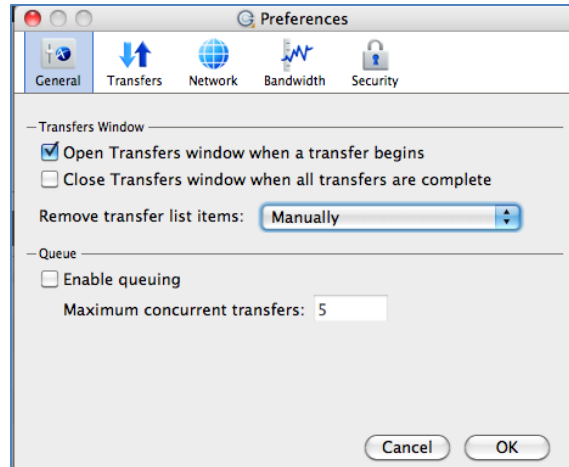 Preferences
General Transfers Network Bandwidth Security
Transfers Window
Open Transfers window when a transfer begins
Close Transfers window when all transfers are complete
Remove transfer list items: Manually
Queue
Enable queuing
Maximum concurrent transfers: 5
Cancel OK